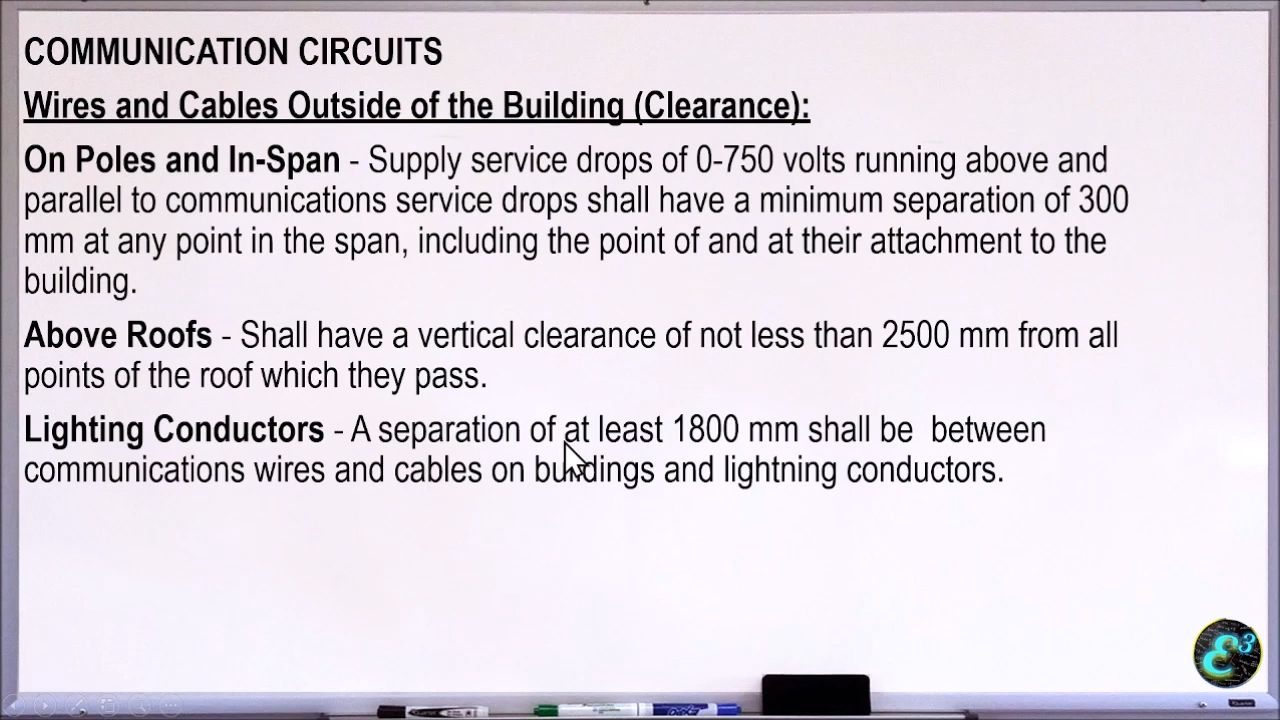 COMMUNICATION CIRCUITS
Wires and Cables Outside of the Building (Clearance):
On Poles and In-Span - Supply service drops of 0-750 volts running above and
parallel to communications service drops shall have a minimum separation of 300
mm at any point in the span, including the point of and at their attachment to the
building.
Above Roofs - Shall have a vertical clearance of not less than 2500 mm from all
points of the roof which they pass.
Lighting Conductors - A separation of at least 1800 mm shall be between
communications wires and cables on buildings and lightning conductors.
ε3